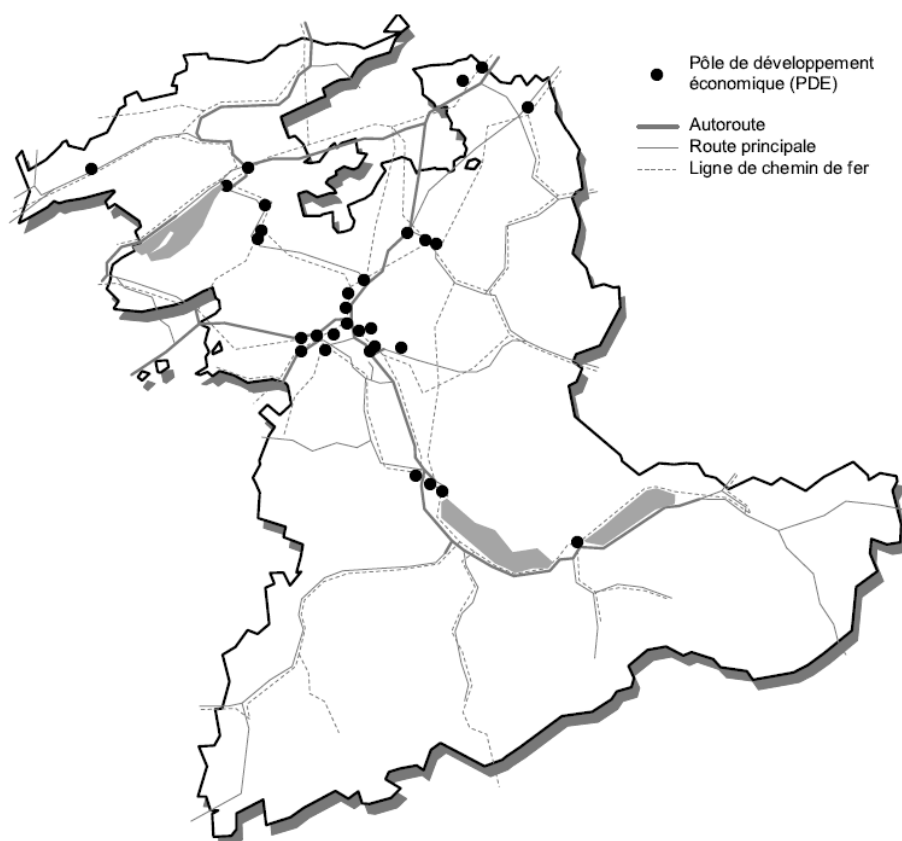 Pôle de développement
économique (PDE)
Autoroute
Route principale
Ligne de chemin de fer